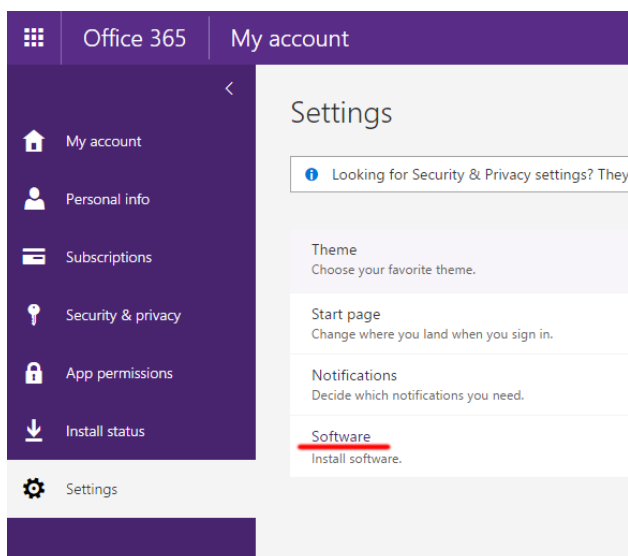 Office 365 My account
My account
Personal info
Subscriptions
Security & privacy
App permissions
Install status
Settings
Settings
Looking for Security & Privacy settings? They
Theme
Choose your favorite theme.
Start page
Change where you land when you sign in.
Notifications
Decide which notifications you need.
Software
Install software.